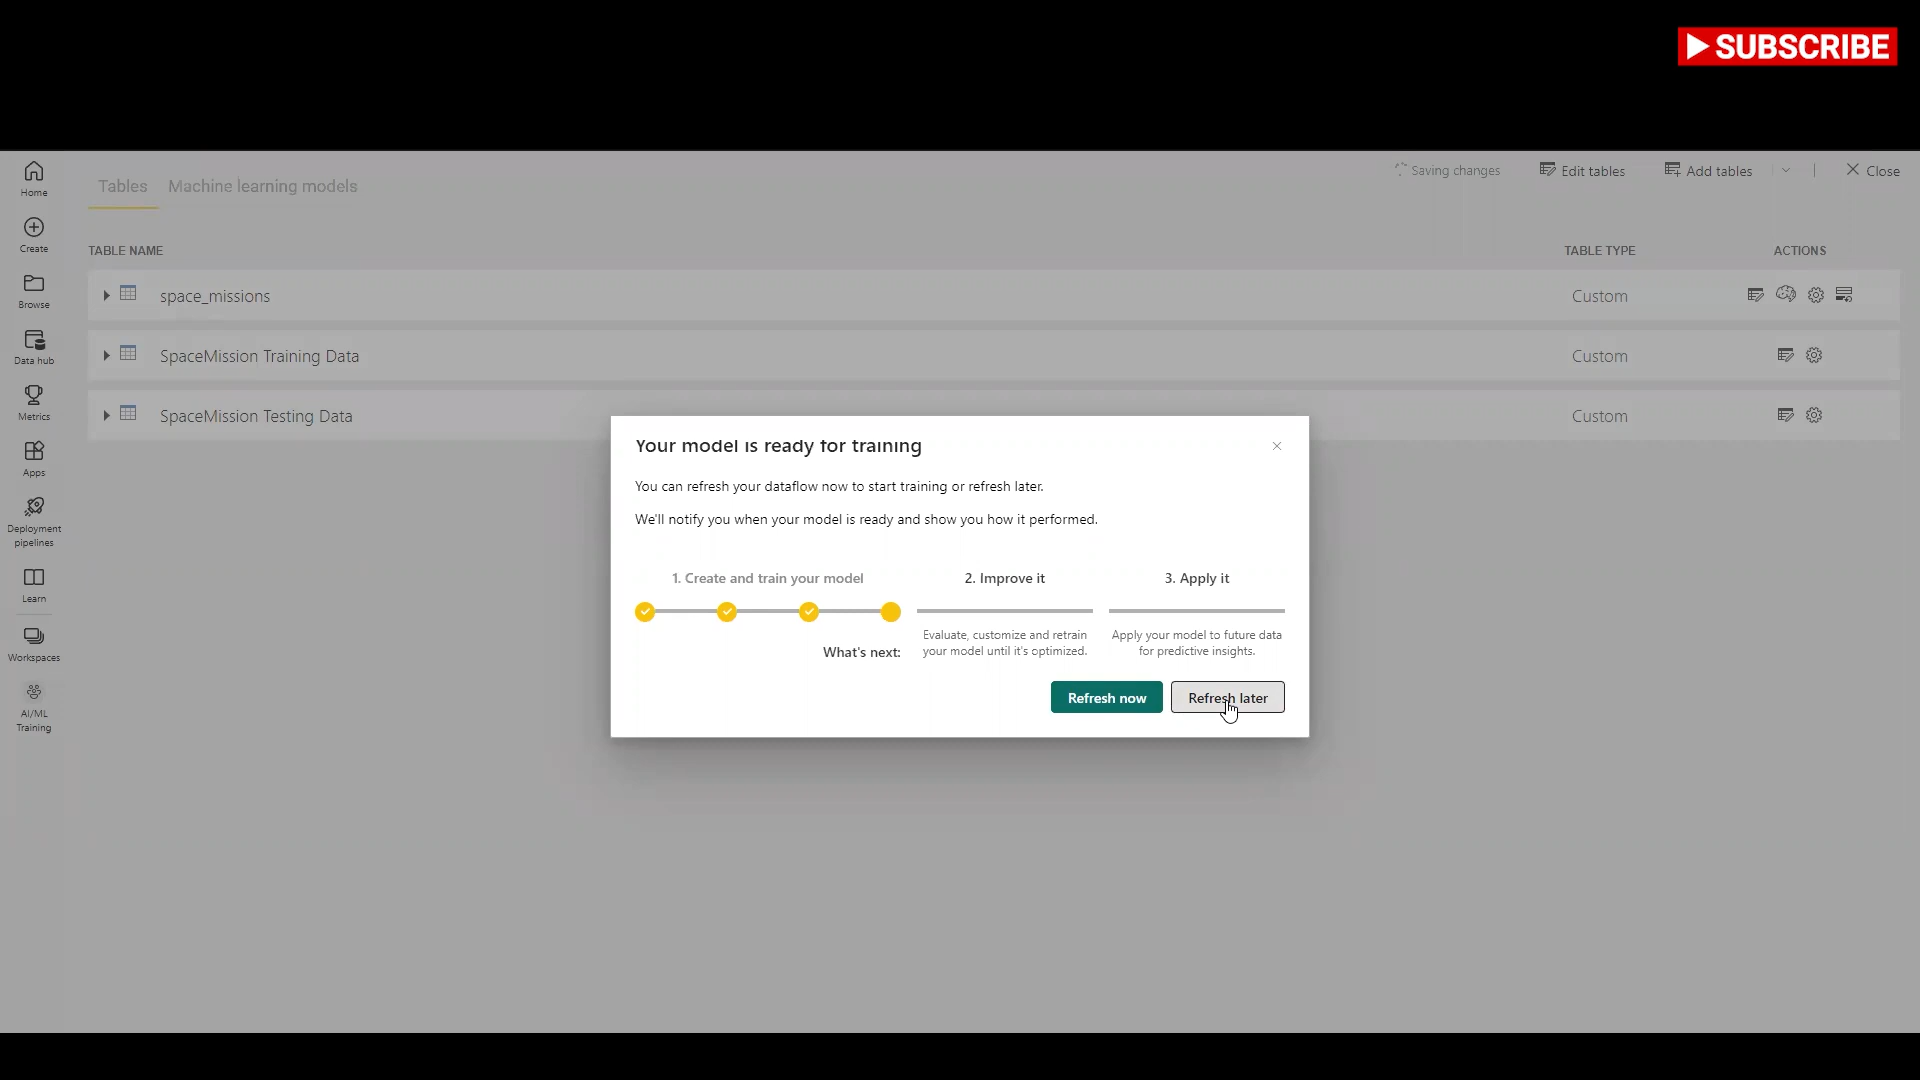 SUBSCRIBE
Home
Create
Browse
Data hub
Metrics
Apps
Deployment
pipelines
Learn
Workspaces
AI/ML
Training
Tables Machine learning models
Saving changes Edit tables Add tables Close
TABLE NAME TABLE TYPE ACTIONS
space_missions Custom
SpaceMission Training Data Custom
SpaceMission Testing Data Custom
Your model is ready for training
You can refresh your dataflow now to start training or refresh later.
We'll notify you when your model is ready and show you how it performed.
1. Create and train your model
2. Improve it
3. Apply it
What's next:
Evaluate, customize and retrain
your model until it's optimized.
Apply your model to future data
for predictive insights.
Refresh now Refresh later